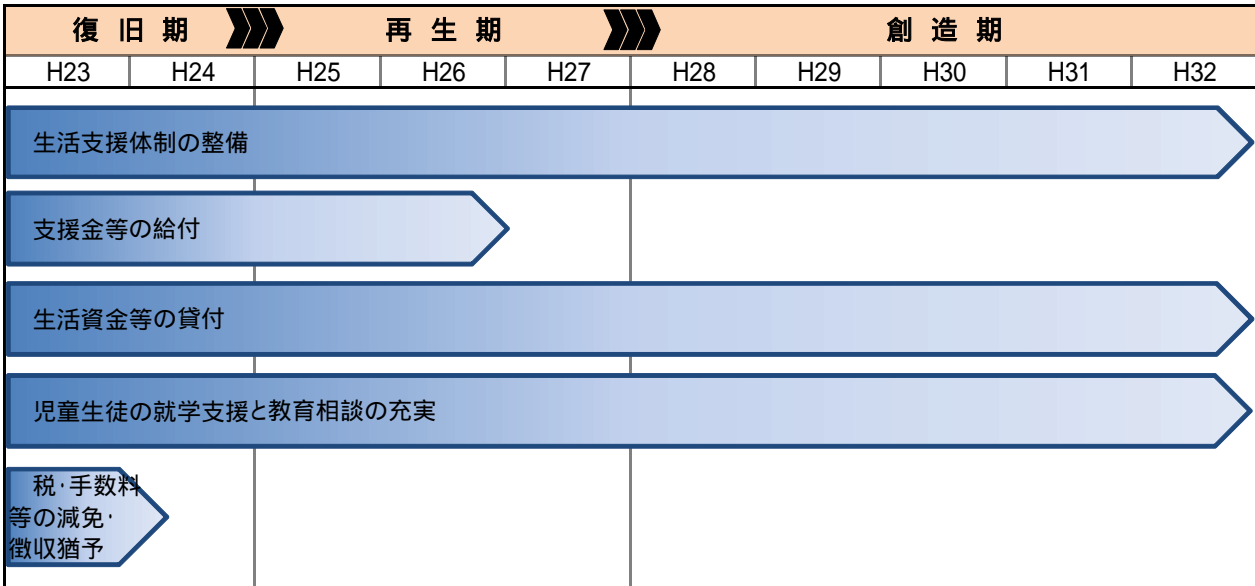 復旧期 再生期 創造期
H23 H24 H25 H26 H27 H28 H29 H30 H31 H32
生活支援体制の整備
支援金等の給付
生活資金等の貸付
児童生徒の就学支援と教育相談の充実
税・手数料
等の減免・
徴収猶予